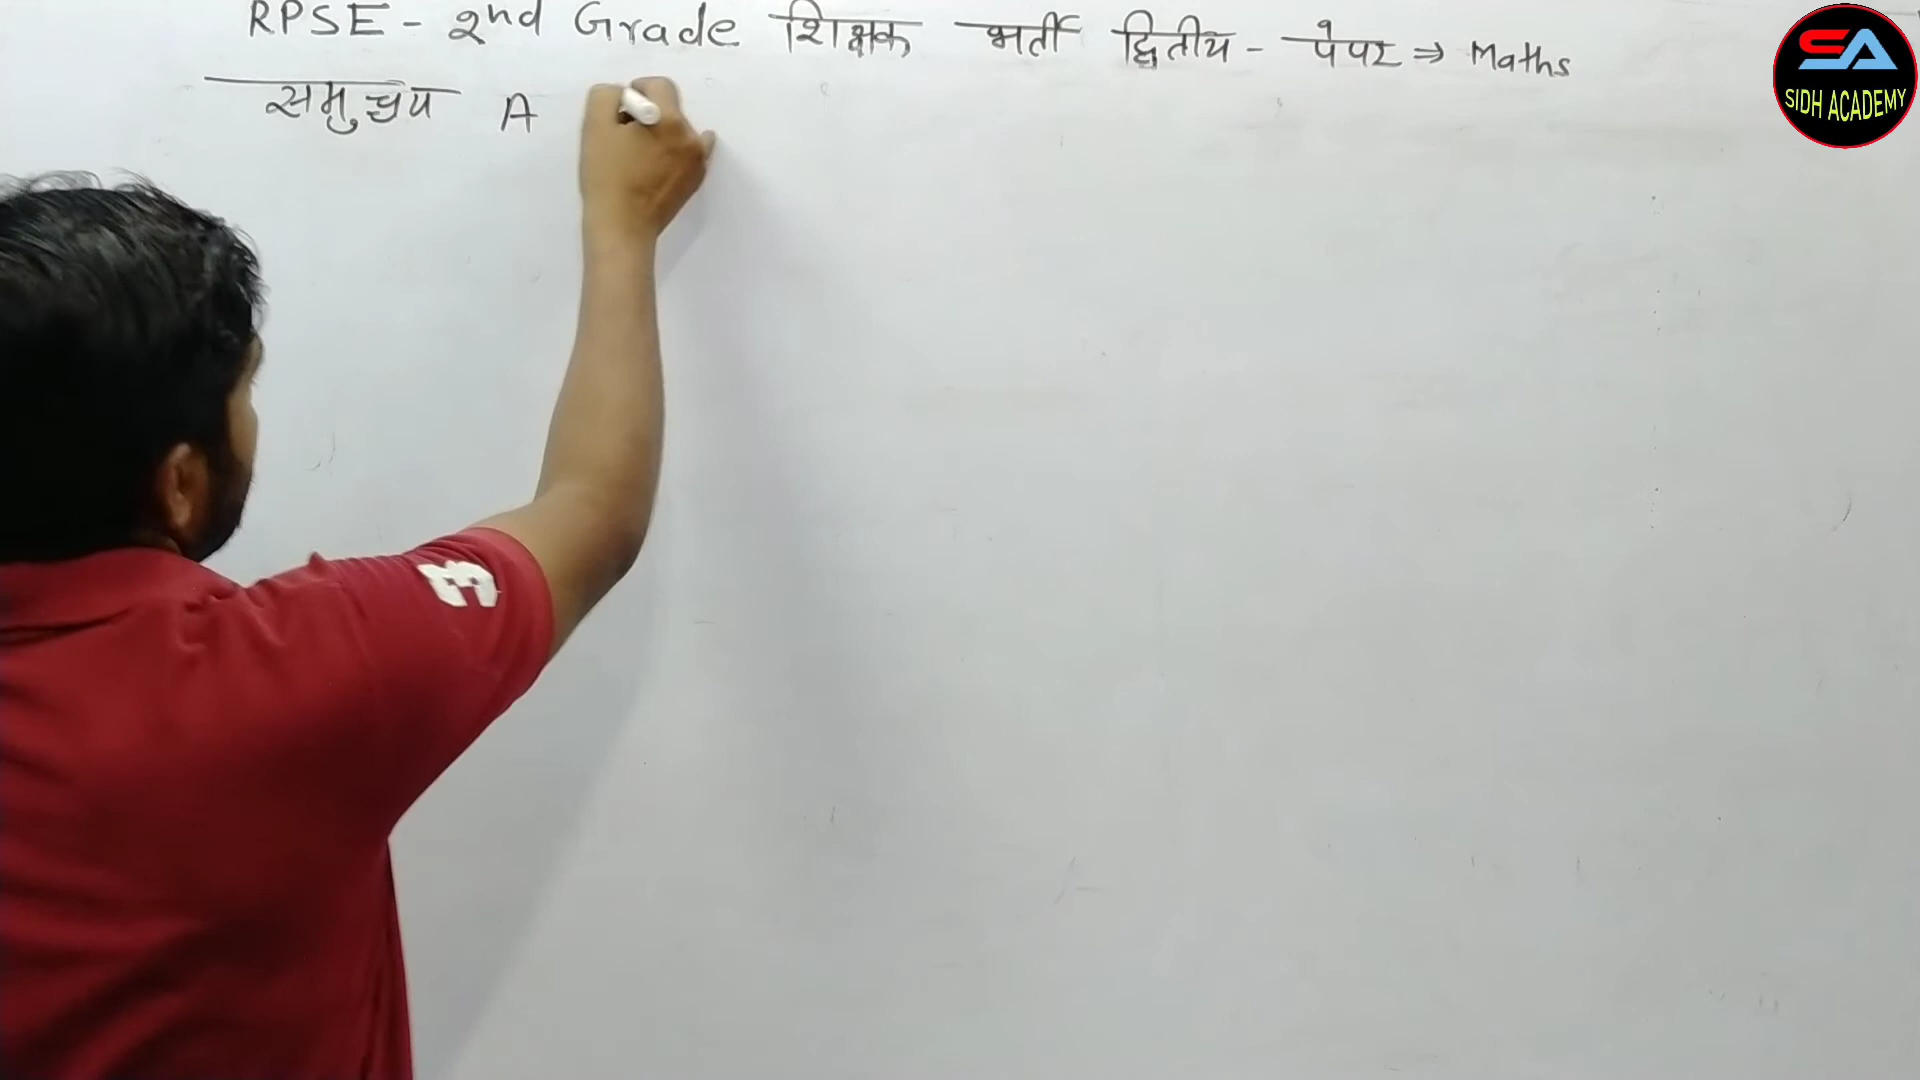 RPSE - 2nd Grade शिक्षक भर्ती द्वितीय - पेपर ⇒ Maths
समुच्चय A
SA
SIDH ACADEMY